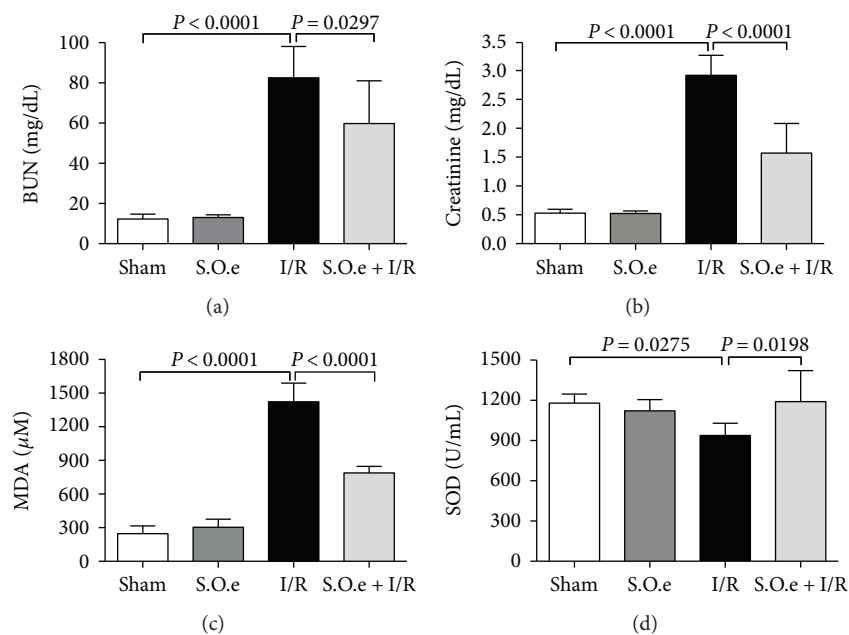 P < 0.0001 P = 0.0297
100
80
60
40
20
0
BUN (mg/dL)
Sham S.O.e I/R S.O.e + I/R
(a)
P < 0.0001 P < 0.0001
3.5
3.0
2.5
2.0
1.5
1.0
0.5
0.0
Creatinine (mg/dL)
Sham S.O.e I/R S.O.e + I/R
(b)
P < 0.0001 P < 0.0001
1800
1500
1200
900
600
300
0
MDA (μM)
Sham S.O.e I/R S.O.e + I/R
(c)
P = 0.0275 P = 0.0198
1500
1200
900
600
300
0
SOD (U/mL)
Sham S.O.e I/R S.O.e + I/R
(d)